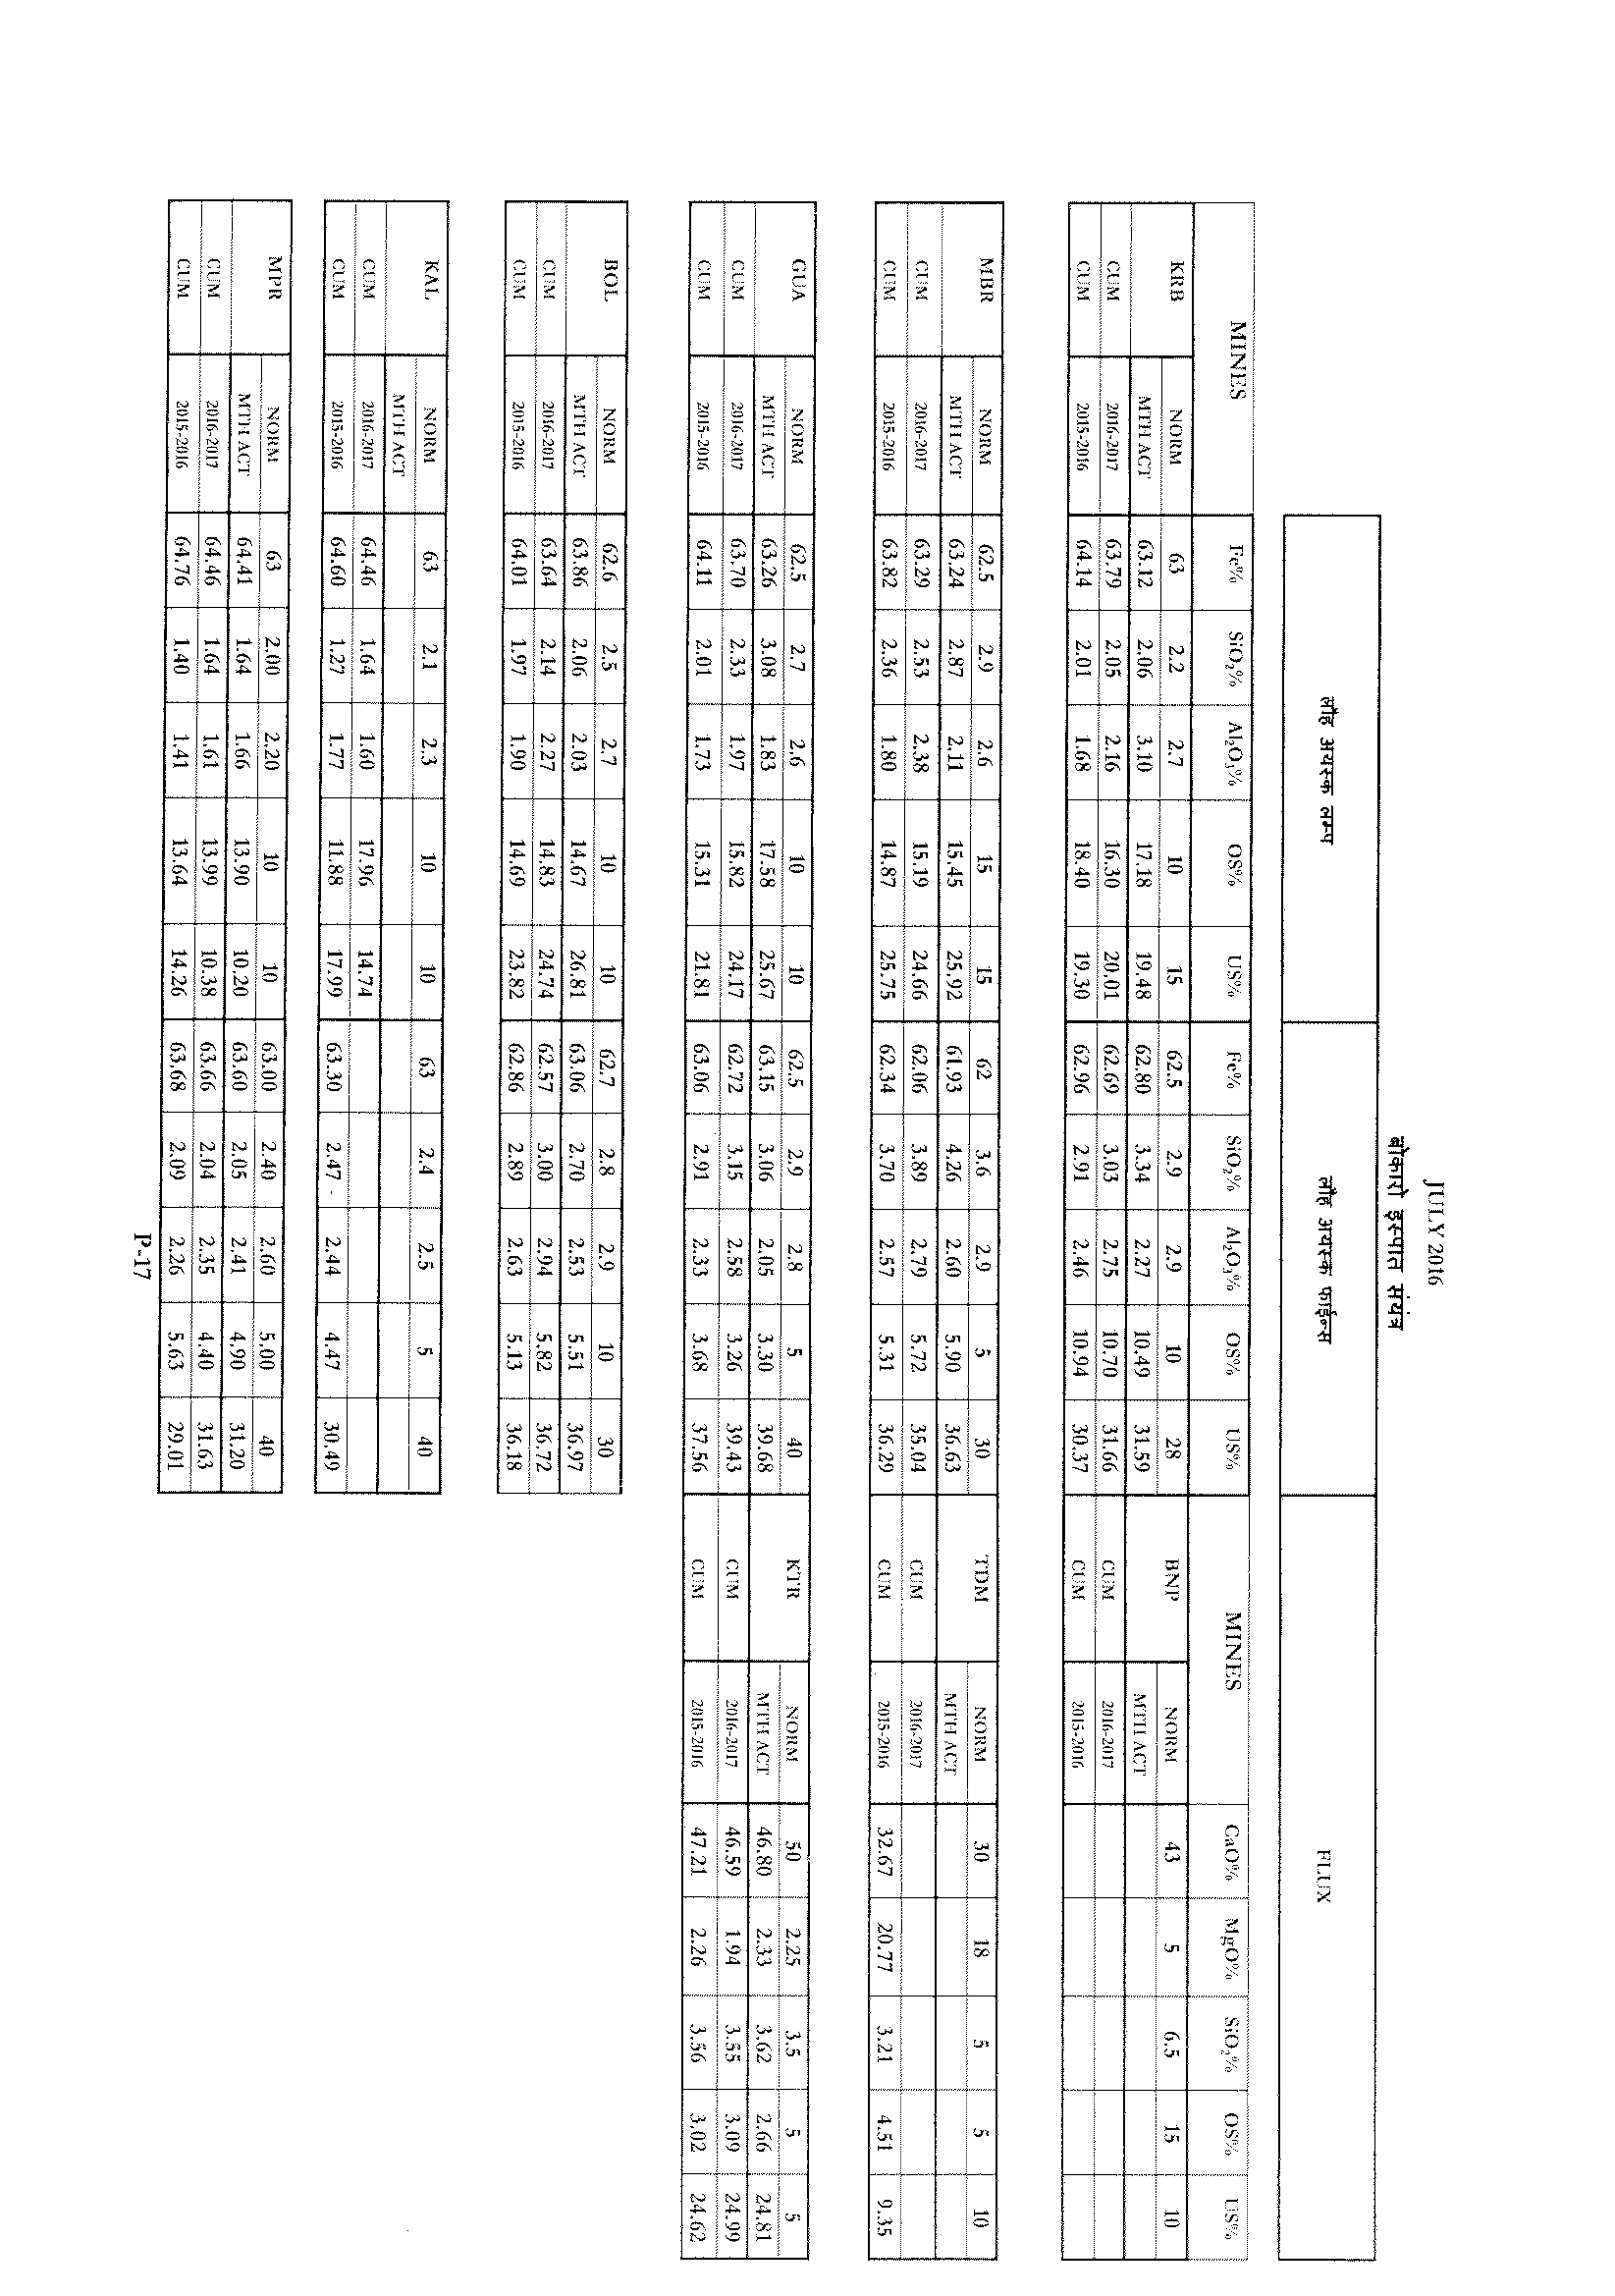 JULY 2016
बोकारो इस्पात संयंत्र
लौह अयस्क लम्प लौह अयस्क फाईन्स FLUX
MINES Fe% SiO₂% Al₂O₃% OS% US% Fe% SiO₂% Al₂O₃% OS% US% MINES CaO% MgO% SiO₂% OS% US%
KRB NORM 63 2.2 2.7 10 15 62.5 2.9 2.9 10 28 BNP NORM 43 5 6.5 15 10
MTH ACT 63.12 2.06 3.10 17.18 19.48 62.80 3.34 2.27 10.49 31.59 MTH ACT
CUM 2016-2017 63.79 2.05 2.16 16.30 20.01 62.69 3.03 2.75 10.70 31.66 CUM 2016-2017
CUM 2015-2016 64.14 2.01 1.68 18.40 19.30 62.96 2.91 2.46 10.94 30.37 CUM 2015-2016
MBR NORM 62.5 2.9 2.6 15 15 62 3.6 2.9 5 30 TDM NORM 30 18 5 5 10
MTH ACT 63.24 2.87 2.11 15.45 25.92 61.93 4.26 2.60 5.90 36.63 MTH ACT
CUM 2016-2017 63.29 2.53 2.38 15.19 24.66 62.06 3.89 2.79 5.72 35.04 CUM 2016-2017
CUM 2015-2016 63.82 2.36 1.80 14.87 25.75 62.34 3.70 2.57 5.31 36.29 CUM 2015-2016 32.67 20.77 3.21 4.51 9.35
GUA NORM 62.5 2.7 2.6 10 10 62.5 2.9 2.8 5 40 KTR NORM 50 2.25 3.5 5 5
MTH ACT 63.26 3.08 1.83 17.58 25.67 63.15 3.06 2.05 3.30 39.68 MTH ACT 46.80 2.33 3.62 2.66 24.81
CUM 2016-2017 63.70 2.33 1.97 15.82 24.17 62.72 3.15 2.58 3.26 39.43 CUM 2016-2017 46.59 1.94 3.55 3.09 24.99
CUM 2015-2016 64.11 2.01 1.73 15.31 21.81 63.06 2.91 2.33 3.68 37.56 CUM 2015-2016 47.21 2.26 3.56 3.02 24.62
BOL NORM 62.6 2.5 2.7 10 10 62.7 2.8 2.9 10 30
MTH ACT 63.86 2.06 2.03 14.67 26.81 63.06 2.70 2.53 5.51 36.97
CUM 2016-2017 63.64 2.14 2.27 14.83 24.74 62.57 3.00 2.94 5.82 36.72
CUM 2015-2016 64.01 1.97 1.90 14.69 23.82 62.86 2.89 2.63 5.13 36.18
KAL NORM 63 2.1 2.3 10 10 63 2.4 2.5 5 40
MTH ACT
CUM 2016-2017 64.46 1.64 1.60 17.96 14.74
CUM 2015-2016 64.60 1.27 1.77 11.88 17.99 63.30 2.47 2.44 4.47 30.49
MPR NORM 63 2.00 2.20 10 10 63.00 2.40 2.60 5.00 40
MTH ACT 64.41 1.64 1.66 13.90 10.20 63.60 2.05 2.41 4.90 31.20
CUM 2016-2017 64.46 1.64 1.61 13.99 10.38 63.66 2.04 2.35 4.40 31.63
CUM 2015-2016 64.76 1.40 1.41 13.64 14.26 63.68 2.09 2.26 5.63 29.01
P-17